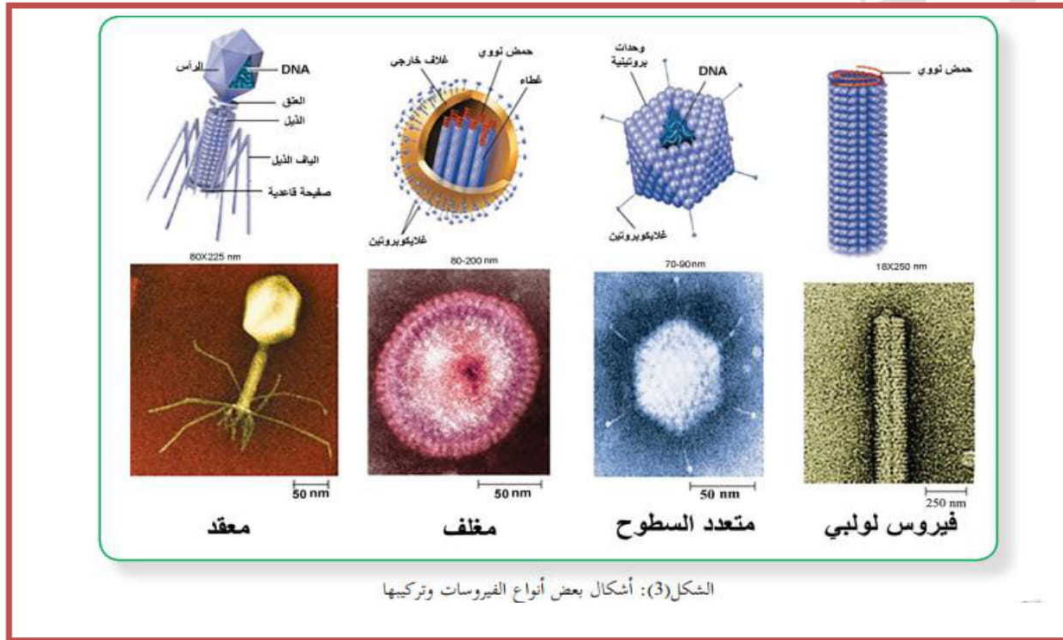 الرأس
DNA
العنق
الذيل
الياف الذيل
صفيحة قاعدية
80X225 nm
غلاف خارجي
حمض نووي
غطاء
غلايكوبروتين
80-200 nm
وحدات
بروتينية
DNA
غلايكوبروتين
70-90nm
حمض نووي
18X250 nm
50 nm
50 nm
50 nm
250 nm
معقد
مغلف
متعدد السطوح
فيروس لولبي
الشكل(3): أشكال بعض أنواع الفيروسات وتركيبها